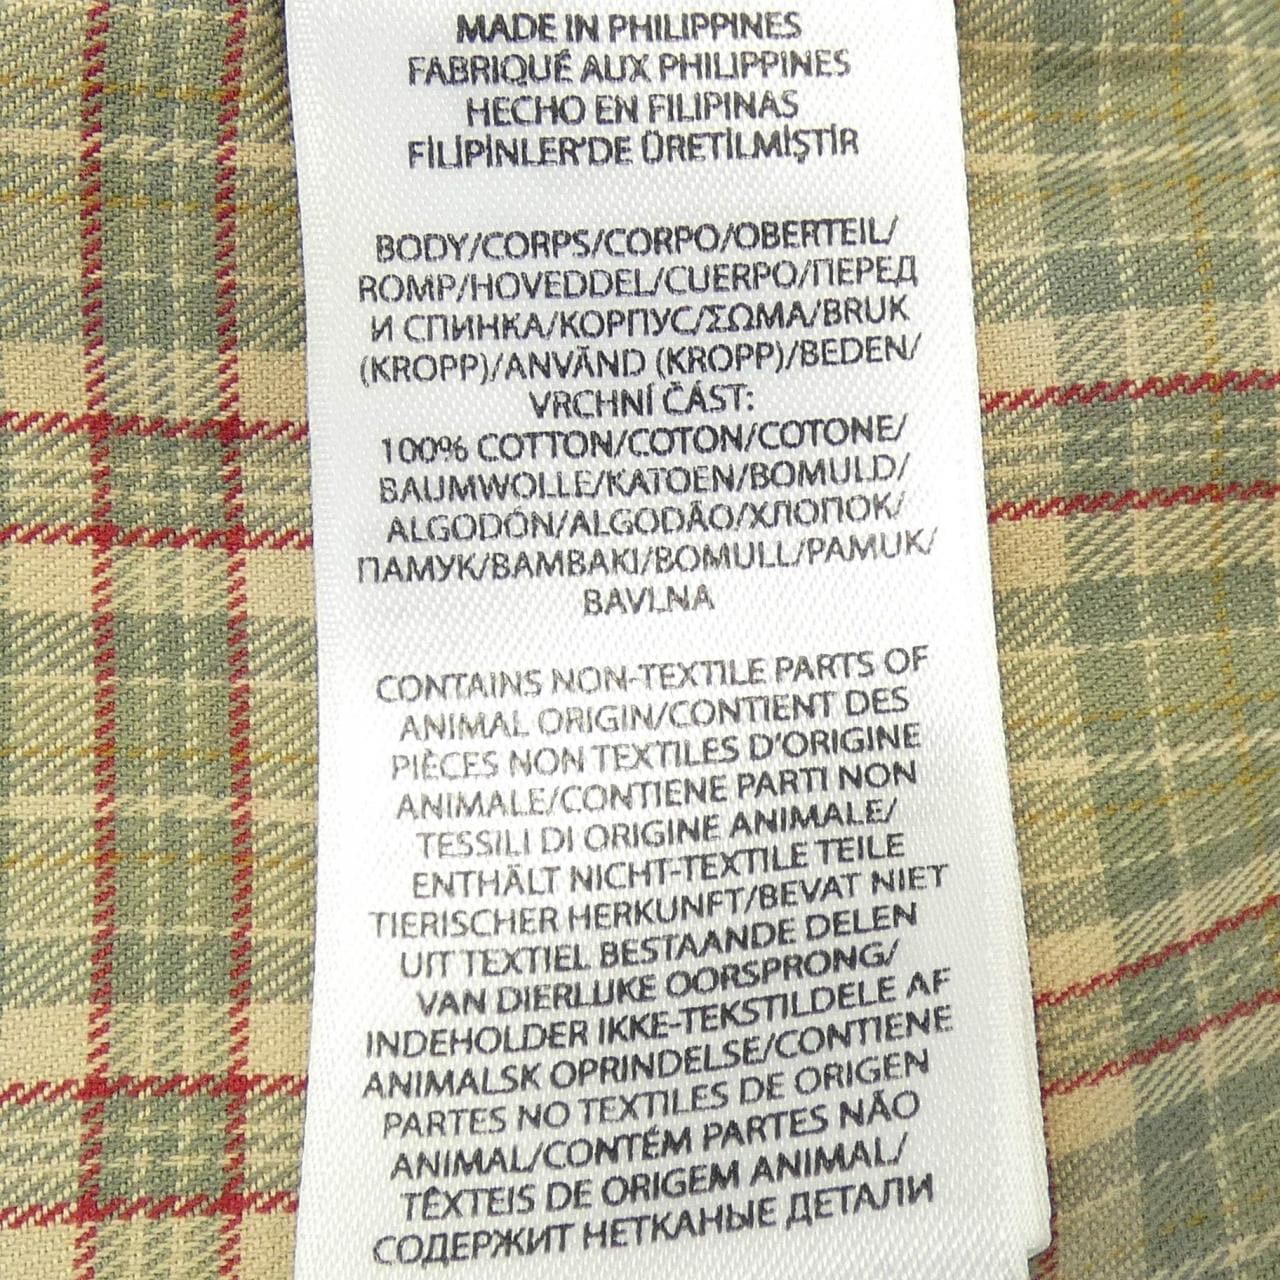 MADE IN PHILIPPINES
FABRIQUÉ AUX PHILIPPINES
HECHO EN FILIPINAS
FİLİPİNLER'DE ÜRETİLMİŞTİR
BODY/CORPS/CORPO/OBERTEIL/
ROMP/HOVEDDEL/CUERPO/ПЕРЕД
И СПИНКА/КОРПУС/ΣΩΜΑ/BRUK
(KROPP)/ANVÄND (KROPP)/BEDEN/
VRCHNÍ ČÁST:
100% COTTON/COTON/COTONE/
BAUMWOLLE/KATOEN/BOMULD/
ALGODÓN/ALGODÃO/ХЛОПОК/
ПАМУК/ΒΑΜΒΑΚΙ/BOMULL/PAMUK/
BAVLNA
CONTAINS NON-TEXTILE PARTS OF
ANIMAL ORIGIN/CONTIENT DES
PIÈCES NON TEXTILES D'ORIGINE
ANIMALE/CONTIENE PARTI NON
TESSILI DI ORIGINE ANIMALE/
ENTHÄLT NICHT-TEXTILE TEILE
TIERISCHER HERKUNFT/BEVAT NIET
UIT TEXTIEL BESTAANDE DELEN
VAN DIERLIJKE OORSPRONG/
INDEHOLDER IKKE-TEKSTILDELE AF
ANIMALSK OPRINDELSE/CONTIENE
PARTES NO TEXTILES DE ORIGEN
ANIMAL/CONTÉM PARTES NÃO
TÊXTEIS DE ORIGEM ANIMAL/
СОДЕРЖИТ НЕТКАНЫЕ ДЕТАЛИ